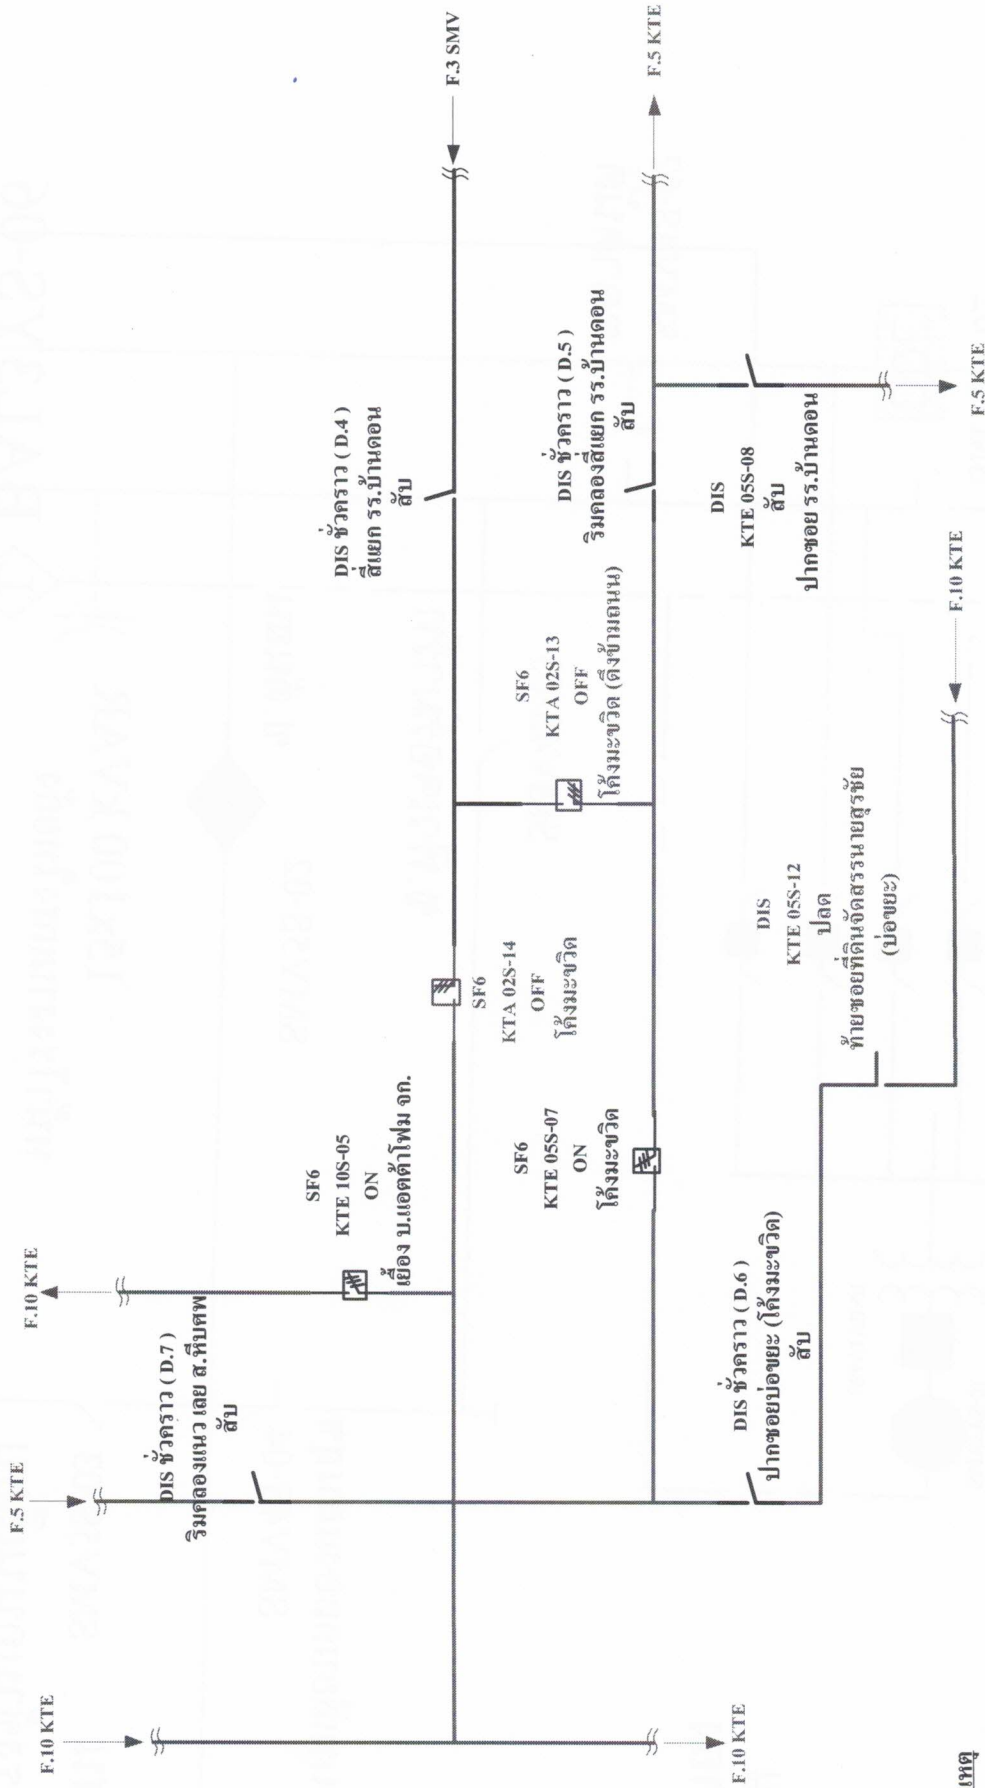 F.10 KTE
F.5 KTE
F.10 KTE
DIS ชั่วคราว ( D.7 )
ริมคลองแนว เลย ส.หีบศพ
สับ
SF6
KTE 10S-05
ON
เยื้อง บ.แอตต้าโฟม จก.
SF6
KTA 02S-14
OFF
โค้งมะขวิด
DIS ชั่วคราว ( D.4 )
สี่แยก รร.บ้านดอน
สับ
F.3 SMV
SF6
KTE 05S-07
ON
โค้งมะขวิด
SF6
KTA 02S-13
OFF
โค้งมะขวิด (ดึงข้ามถนน)
DIS ชั่วคราว ( D.5 )
ริมคลองสี่แยก รร.บ้านดอน
สับ
F.5 KTE
F.10 KTE
DIS ชั่วคราว ( D.6 )
ปากซอยบ่อขยะ (โค้งมะขวิด)
สับ
DIS
KTE 05S-12
ปลด
ท้ายซอยที่ดินจัดสรรนายสุรชัย
(บ่อขยะ)
F.10 KTE
DIS
KTE 05S-08
สับ
ปากซอย รร.บ้านดอน
F.5 KTE
เหตุ